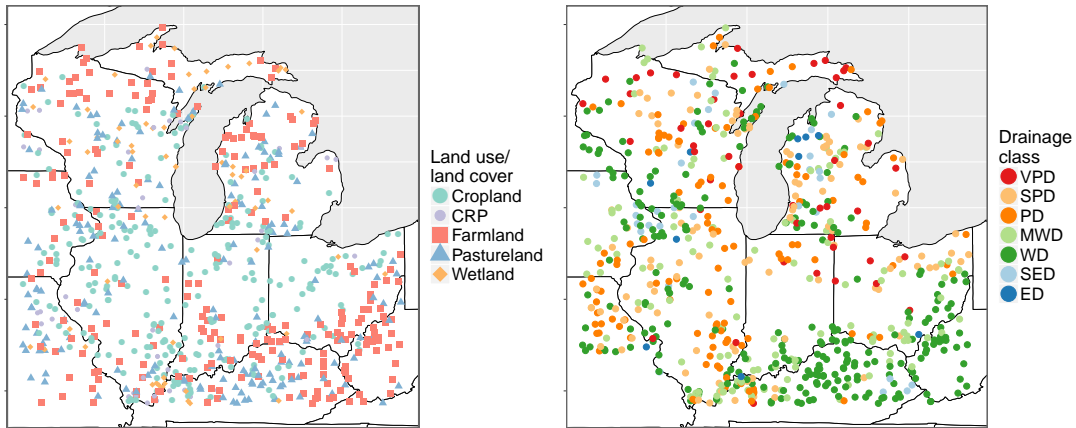 Land use/
land cover
Cropland
CRP
Farmland
Pastureland
Wetland
Drainage
class
VPD
SPD
PD
MWD
WD
SED
ED